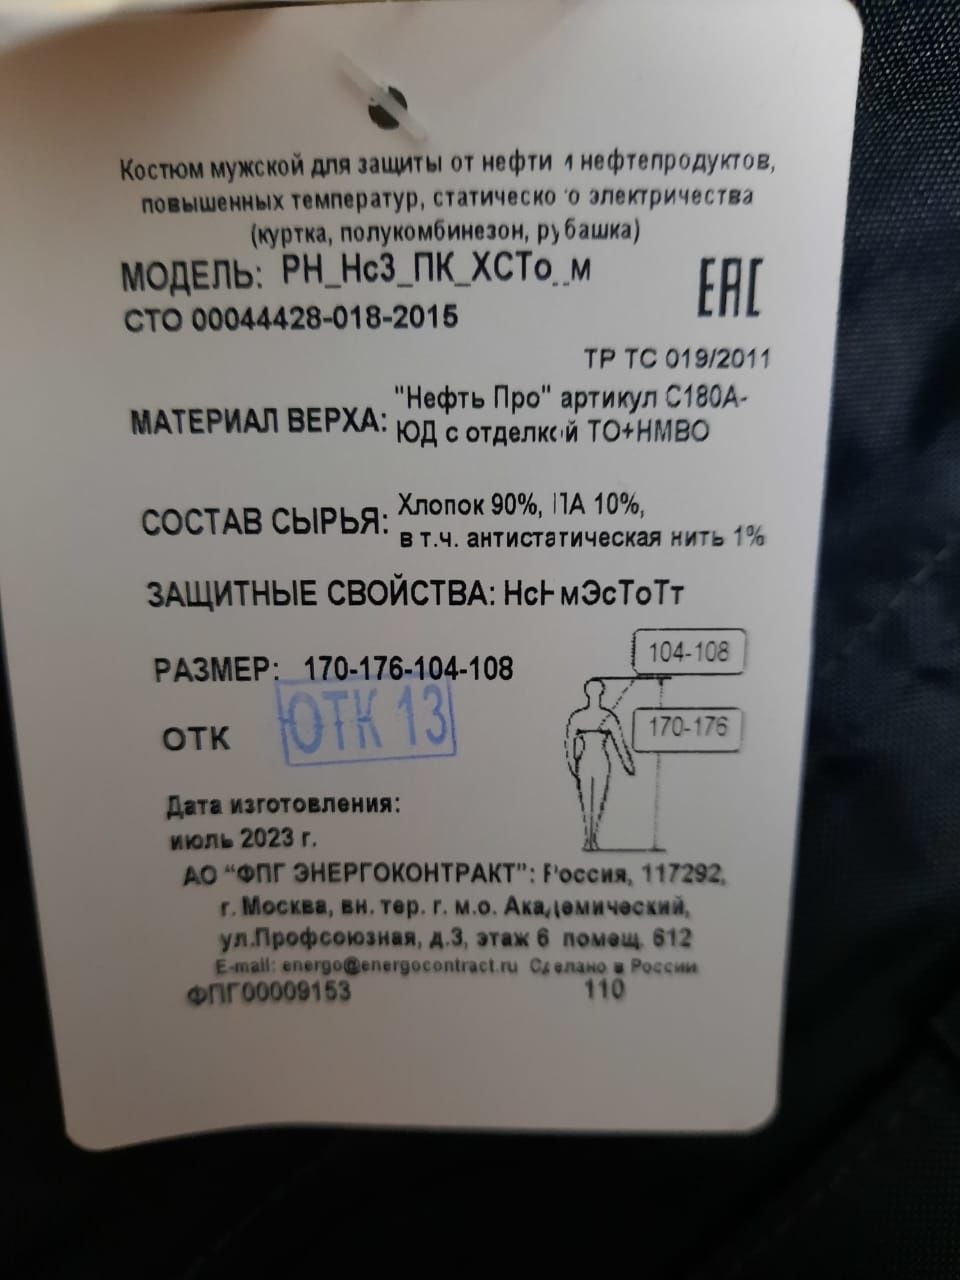 Костюм мужской для защиты от нефти и нефтепродуктов,
повышенных температур, статического электричества
(куртка, полукомбинезон, рубашка)
МОДЕЛЬ: РН_Нс3_ПК_ХСТо_м
СТО 00044428-018-2015
EAC
ТР ТС 019/2011
МАТЕРИАЛ ВЕРХА: "Нефть Про" артикул С180А-
ЮД с отделкой ТО+НМВО
СОСТАВ СЫРЬЯ: Хлопок 90%, ПА 10%,
в т.ч. антистатическая нить 1%
ЗАЩИТНЫЕ СВОЙСТВА: НсНмЭсТоТт
РАЗМЕР: 170-176-104-108
104-108
170-176
ОТК ОТК 13
Дата изготовления:
июль 2023 г.
АО “ФПГ ЭНЕРГОКОНТРАКТ”: Россия, 117292,
г. Москва, вн. тер. г. м.о. Академический,
ул.Профсоюзная, д.3, этаж 6 помещ. 612
E-mail: energo@energocontract.ru Сделано в России
ФПГ00009153 110